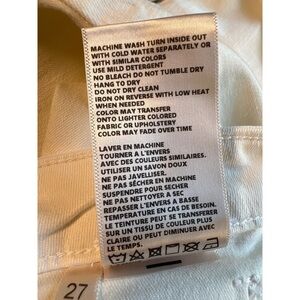 MACHINE WASH TURN INSIDE OUT
WITH COLD WATER SEPARATELY OR
WITH SIMILAR COLORS
USE MILD DETERGENT
NO BLEACH DO NOT TUMBLE DRY
HANG TO DRY
DO NOT DRY CLEAN
IRON ON REVERSE WITH LOW HEAT
WHEN NEEDED
COLOR MAY TRANSFER
ONTO LIGHTER COLORED
FABRIC OR UPHOLSTERY
COLOR MAY FADE OVER TIME
LAVER EN MACHINE
TOURNER A L'ENVERS
AVEC DES COULEURS SIMILAIRES.
UTILISER UN SAVON DOUX
NE PAS JAVELLISER.
NE PAS SÈCHER EN MACHINE
SUSPENDRE POUR SECHER
NE PAS NETTOYER A SEC
REPASSER L'ENVERS A BASSE
TEMPERATURE EN CAS DE BESOIN.
LE TEINTURE PEUT SE TRANSFERER
SUR UN TISSU DE COULEUR PLUS
CLAIRE OU PEUT DIMINUER AVEC
LE TEMPS.
27